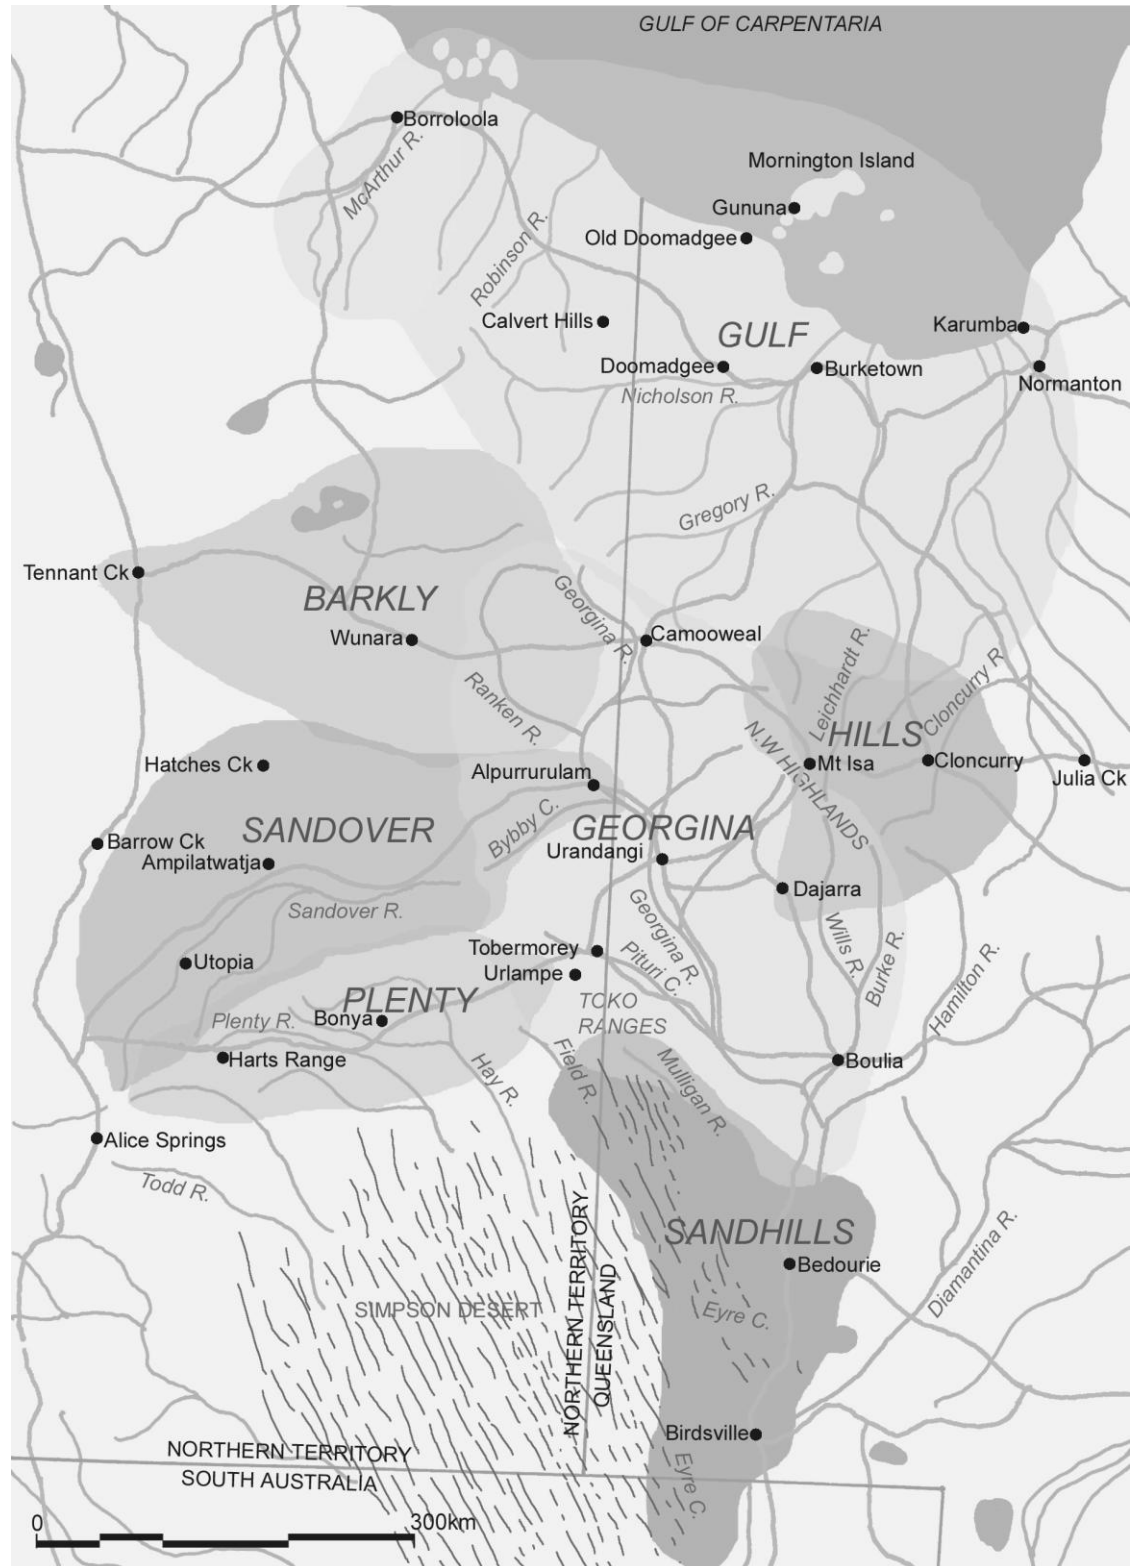 GULF OF CARPENTARIA
Borroloola
McArthur R.
Mornington Island
Gununa
Old Doomadgee
Robinson R.
Calvert Hills
GULF
Karumba
Doomadgee
Burketown
Normanton
Nicholson R.
Gregory R.
Tennant Ck
BARKLY
Georgina R.
Wunara
Camooweal
Leichhardt R.
Cloncurry R
Ranken R.
N.W HIGHLANDS
HILLS
Hatches Ck
Alpurrurulam
Mt Isa
Cloncurry
Julia Ck
SANDOVER
Bybby C.
GEORGINA
Barrow Ck
Ampilatwatja
Urandangi
Dajarra
Sandover R.
Georgina R.
Wills R.
Burke R.
Hamilton R.
Utopia
Tobermorey
Pituri C.
Urlampe
PLENTY
TOKO
RANGES
Plenty R.
Bonya
Harts Range
Hay R.
Field R.
Mulligan R.
Boulia
Alice Springs
Todd R.
SANDHILLS
Bedourie
Diamantina R.
SIMPSON DESERT
NORTHERN TERRITORY
QUEENSLAND
Eyre C.
Birdsville
Eyre C.
NORTHERN TERRITORY
SOUTH AUSTRALIA
0 300km